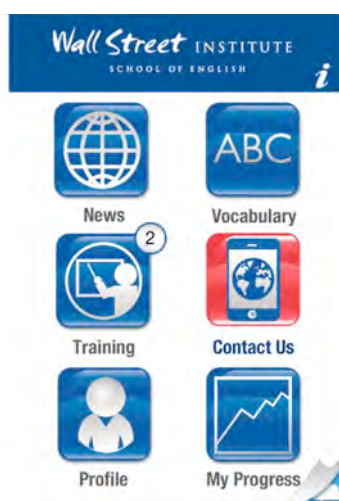 Wall Street INSTITUTE
SCHOOL OF ENGLISH
i
ABC
News
Vocabulary
2
Training
Contact Us
Profile
My Progress